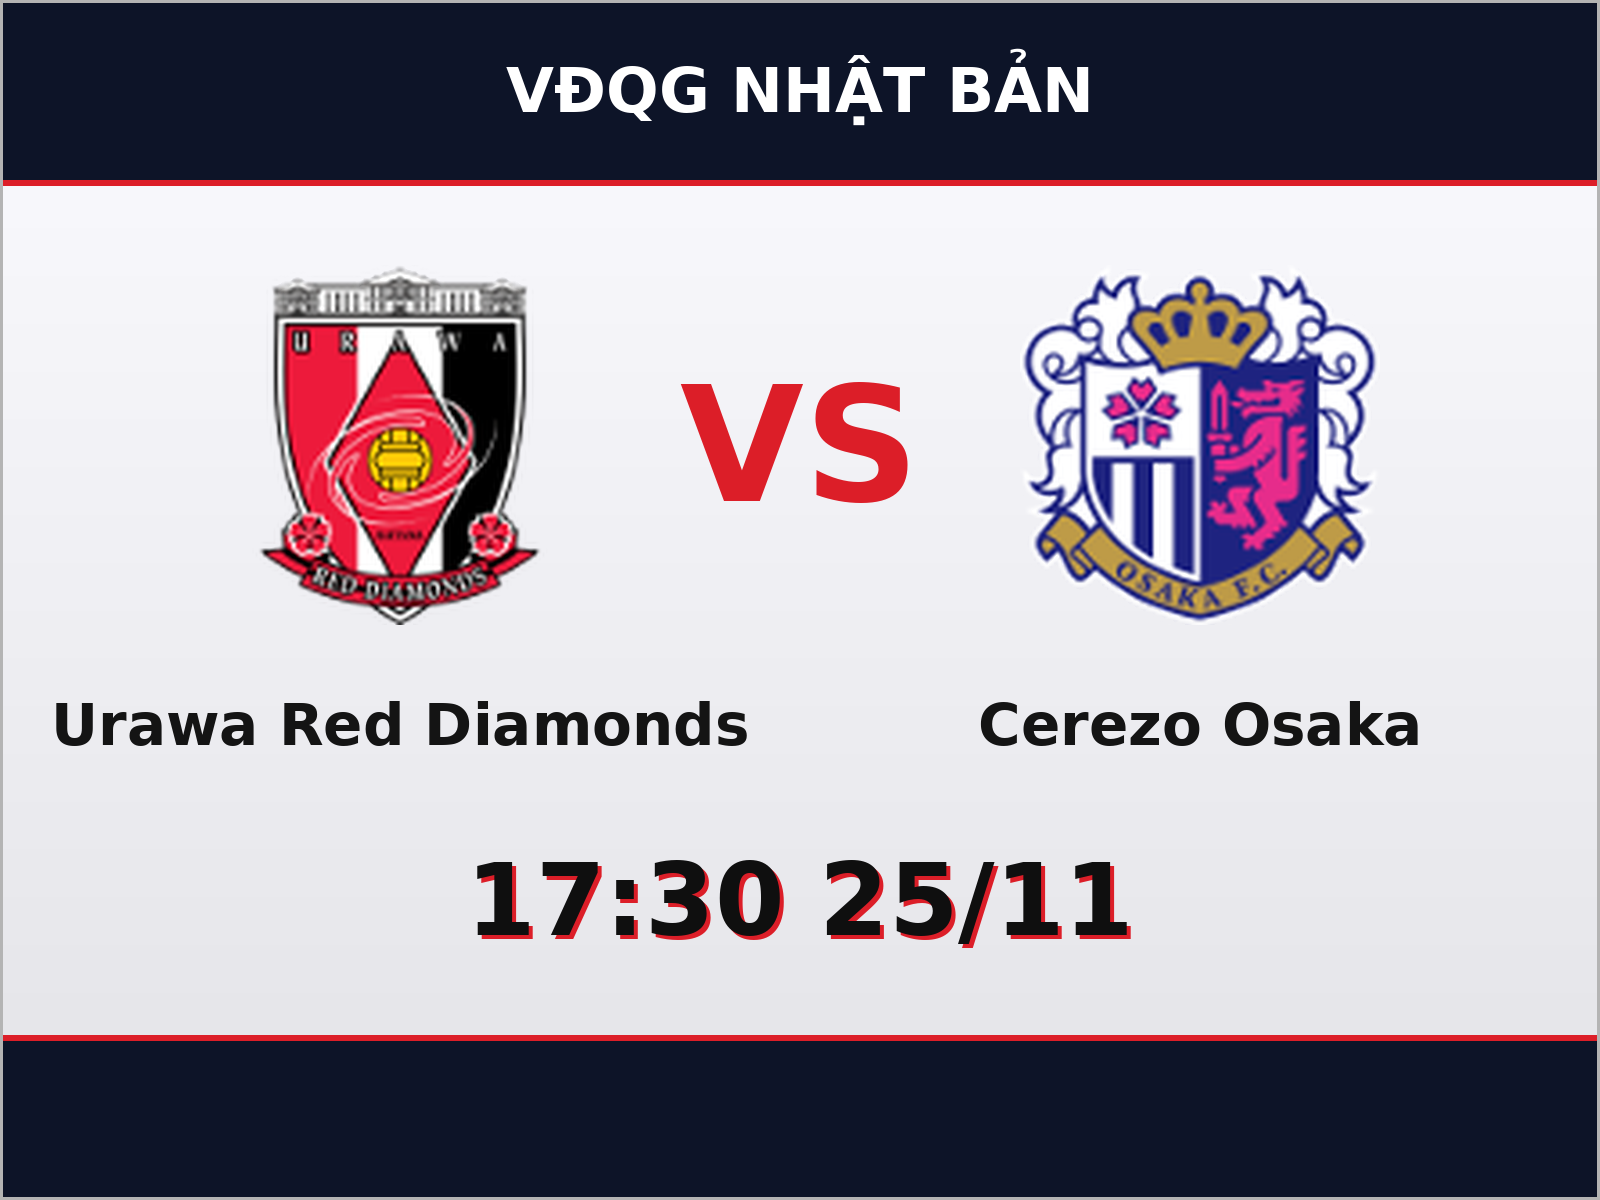 VĐQG NHẬT BẢN
URAWA
RED DIAMONDS
VS
OSAKA F.C.
Urawa Red Diamonds
Cerezo Osaka
17:30 25/11